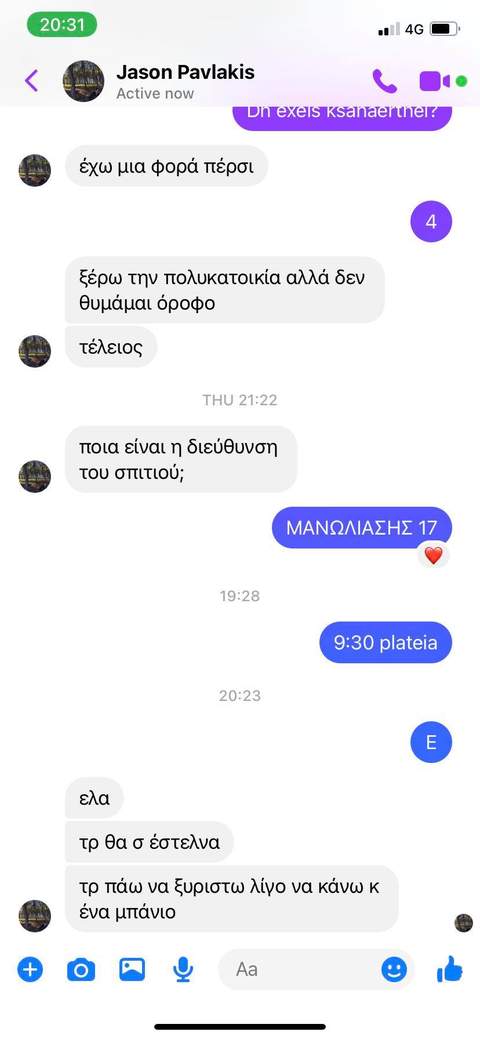 20:31
4G
Jason Pavlakis
Active now
Dn exeis ksanaerthei?
έχω μια φορά πέρσι
4
ξέρω την πολυκατοικία αλλά δεν
θυμάμαι όροφο
τέλειος
THU 21:22
ποια είναι η διεύθυνση
του σπιτιού;
ΜΑΝΩΛΙΑΣΗΣ 17
19:28
9:30 plateia
20:23
Ε
ελα
τρ θα σ έστελνα
τρ πάω να ξυριστω λίγο να κάνω κ
ένα μπάνιο
Aa